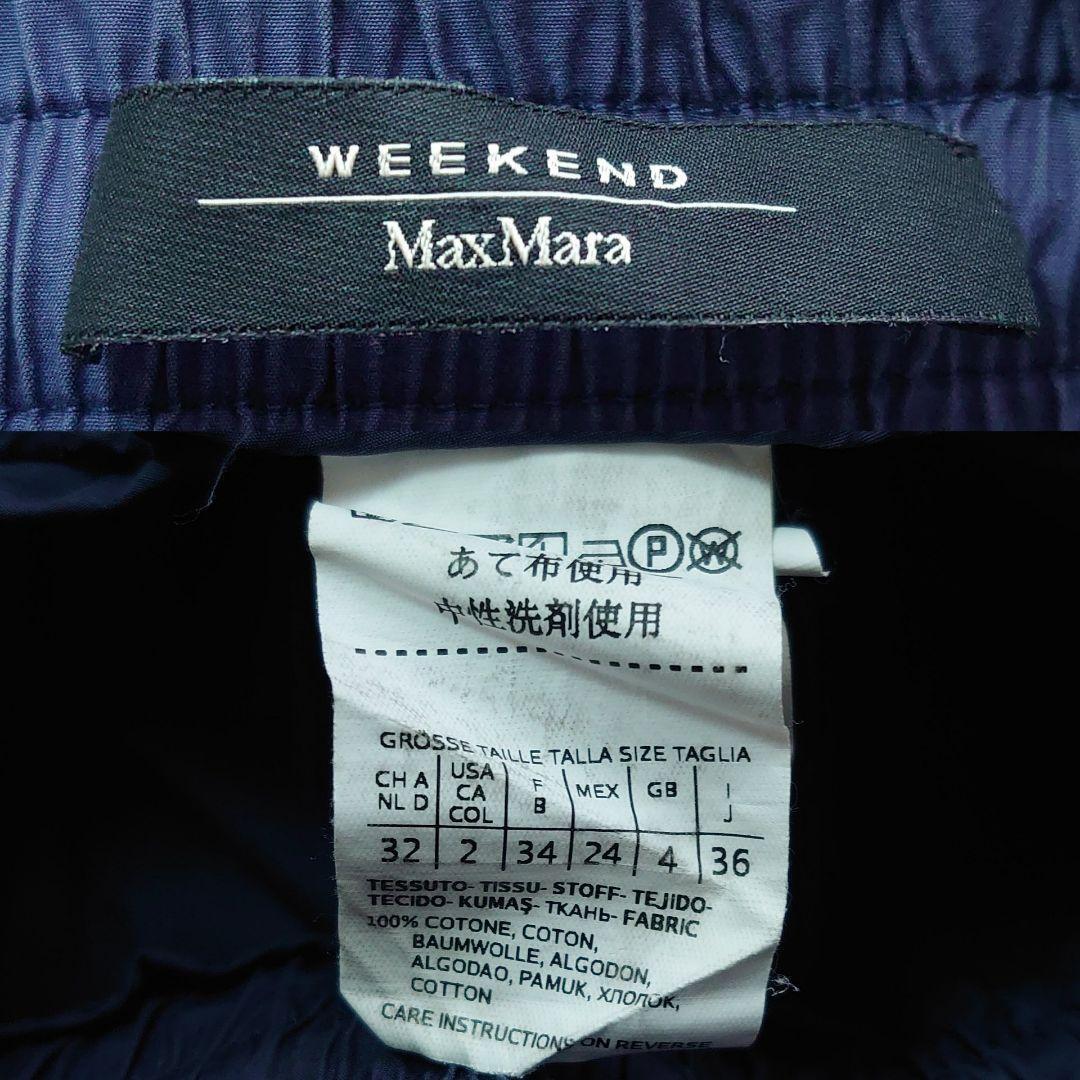 WEEKEND
MaxMara
P W
あて布使用
中性洗剤使用
GRÖSSE TAILLE TALLA SIZE TAGLIA
CH A NL D USA CA COL F B MEX GB I J
32 2 34 24 4 36
TESSUTO- TISSU- STOFF- TEJIDO-
TECIDO- KUMAŞ- ТКАНЬ- FABRIC
100% COTONE, COTON,
BAUMWOLLE, ALGODON,
ALGODAO, PAMUK, ХЛОПОК,
COTTON
CARE INSTRUCTIONS ON REVERSE